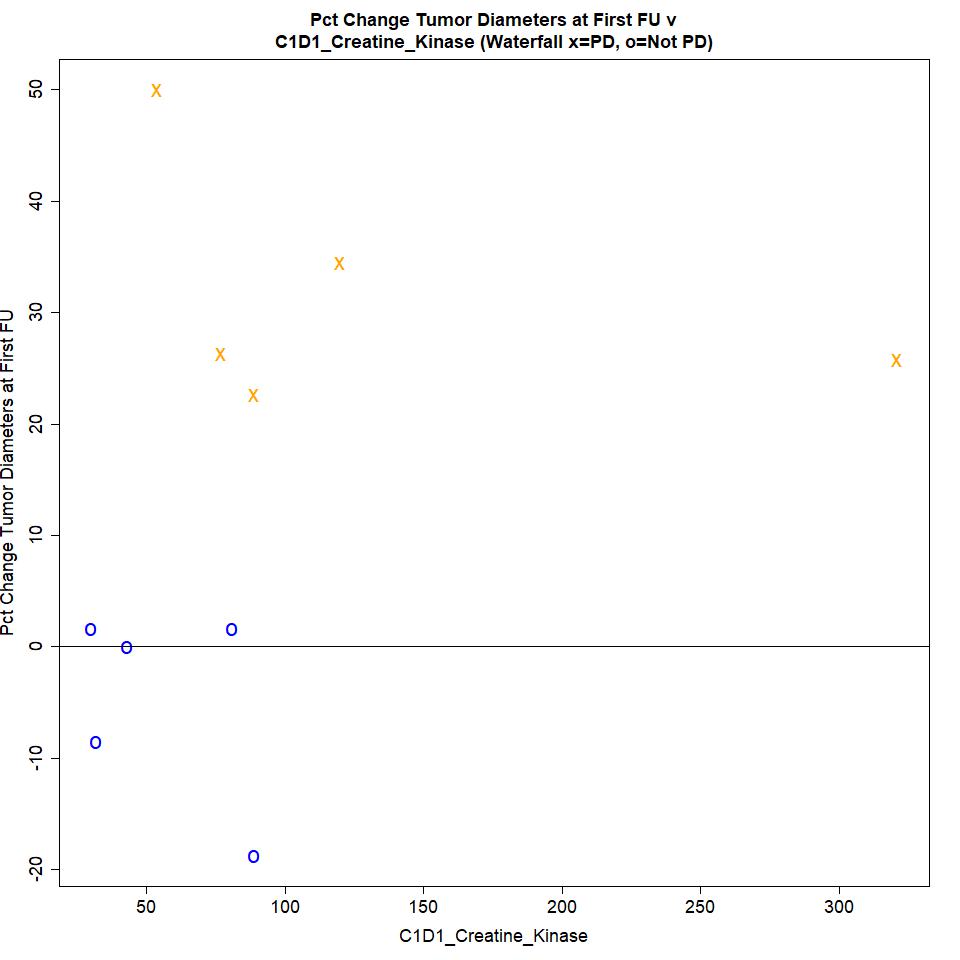 Pct Change Tumor Diameters at First FU v
C1D1_Creatine_Kinase (Waterfall x=PD, o=Not PD)
Pct Change Tumor Diameters at First FU
50
40
30
20
10
0
-10
-20
X
X
X
X
X
O
O
O
O
O
50 100 150 200 250 300
C1D1_Creatine_Kinase